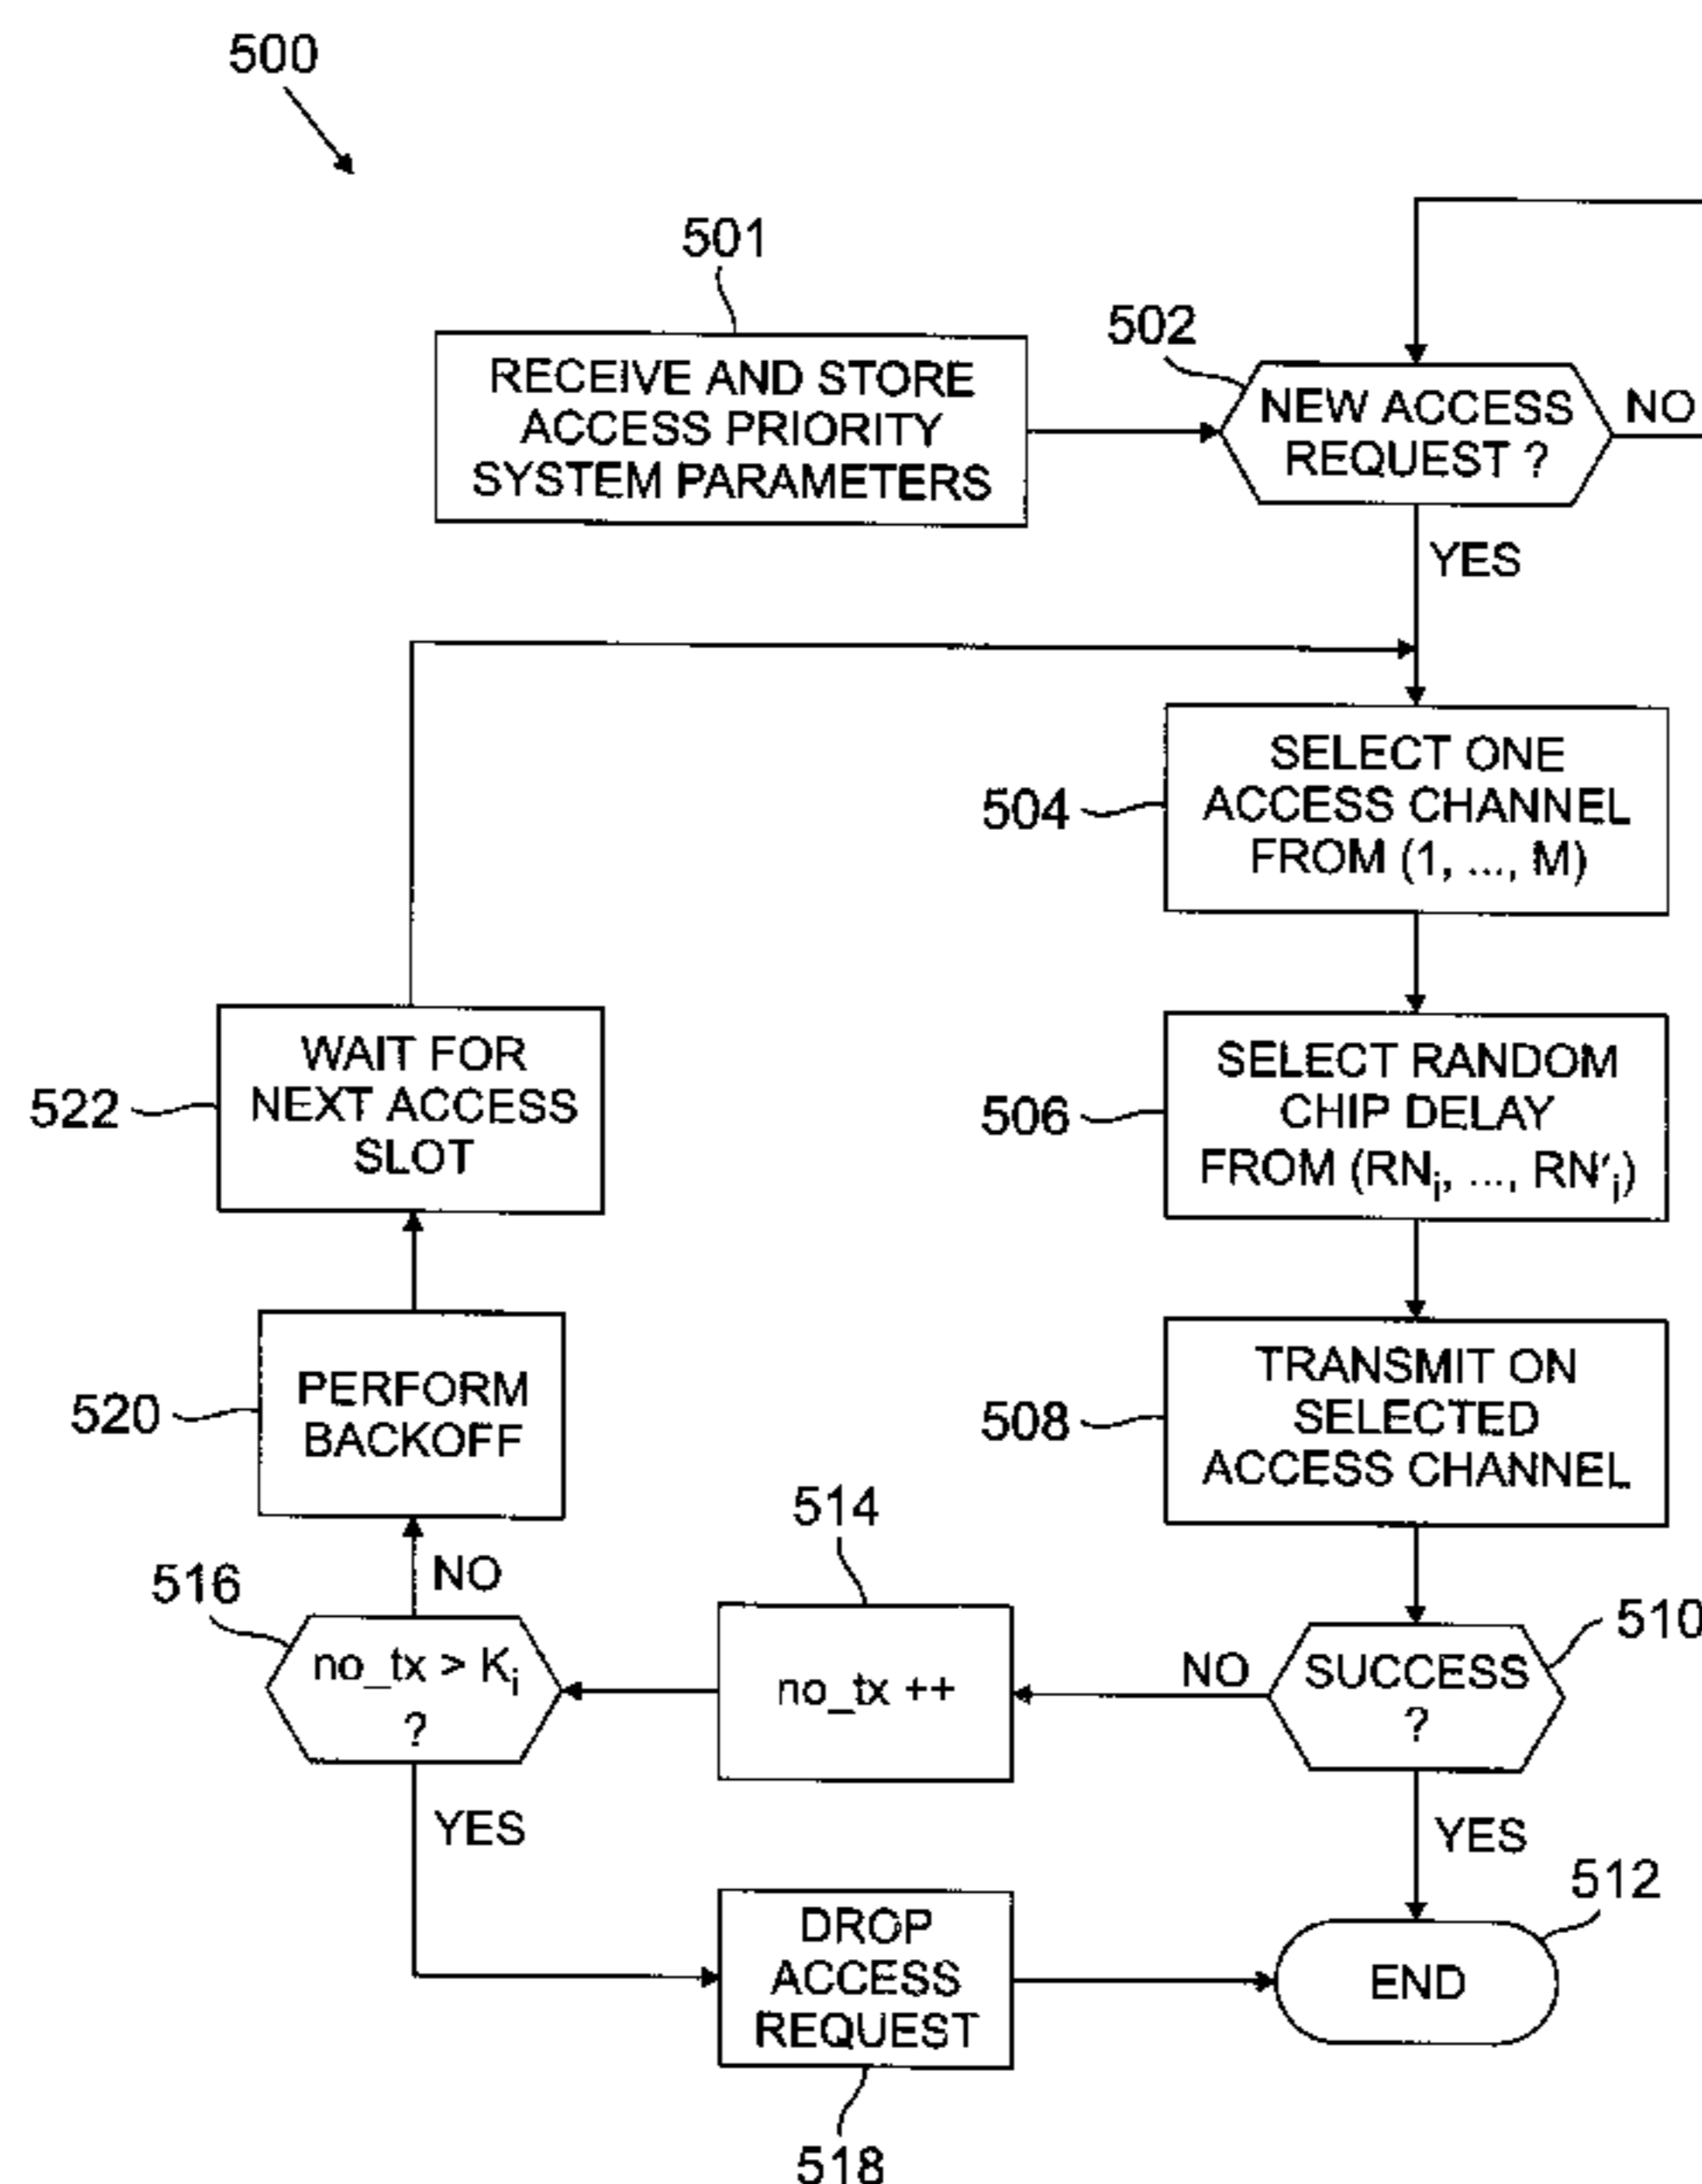 500
501
RECEIVE AND STORE
ACCESS PRIORITY
SYSTEM PARAMETERS
502
NEW ACCESS
REQUEST ?
NO
YES
504
SELECT ONE
ACCESS CHANNEL
FROM (1, ..., M)
506
SELECT RANDOM
CHIP DELAY
FROM (RNi, ..., RN'i)
508
TRANSMIT ON
SELECTED
ACCESS CHANNEL
510
SUCCESS
?
NO
YES
512
END
514
no_tx ++
516
no_tx > Ki
?
NO
YES
518
DROP
ACCESS
REQUEST
520
PERFORM
BACKOFF
522
WAIT FOR
NEXT ACCESS
SLOT